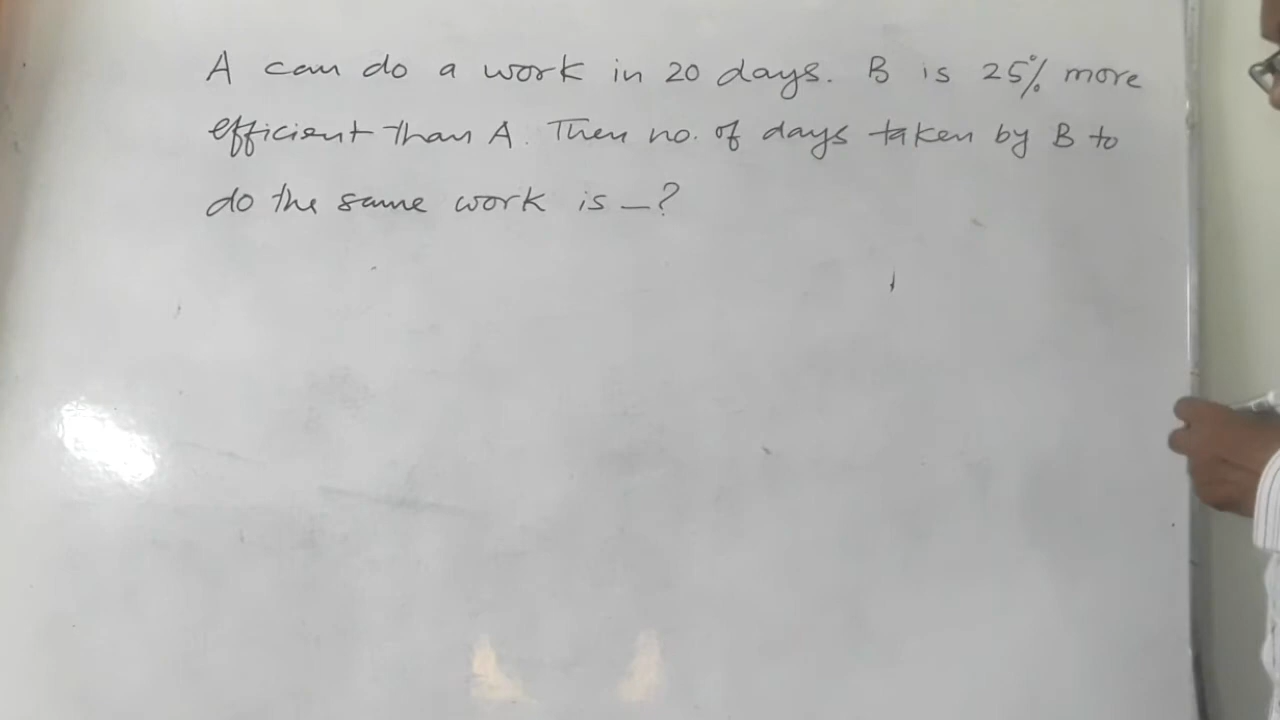 A can do a work in 20 days. B is 25% more
efficient than A. Then no. of days taken by B to
do the same work is _?